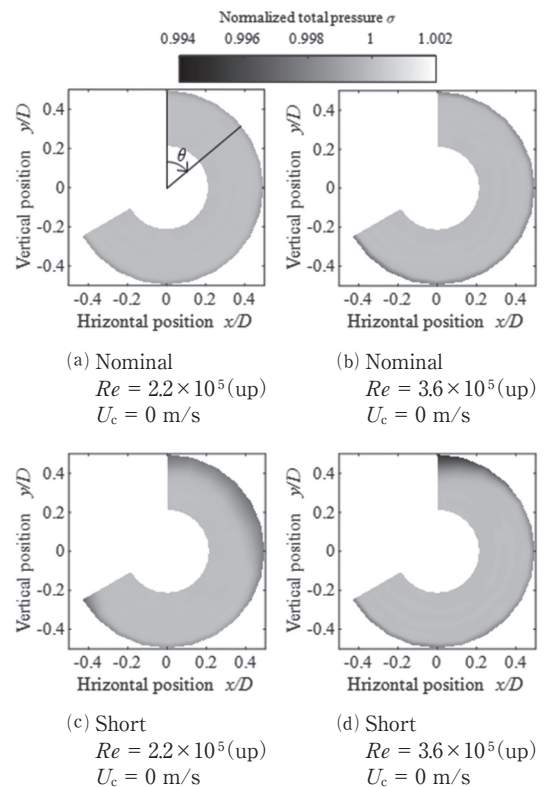 Normalized total pressure σ
0.994 0.996 0.998 1 1.002
Vertical position y/D
0.4
0.2
0
-0.2
-0.4
θ
-0.4 -0.2 0 0.2 0.4
Hrizontal position x/D
(a) Nominal
Re = 2.2×10⁵(up)
U_c = 0 m/s
Vertical position y/D
0.4
0.2
0
-0.2
-0.4
-0.4 -0.2 0 0.2 0.4
Hrizontal position x/D
(b) Nominal
Re = 3.6×10⁵(up)
U_c = 0 m/s
Vertical position y/D
0.4
0.2
0
-0.2
-0.4
-0.4 -0.2 0 0.2 0.4
Hrizontal position x/D
(c) Short
Re = 2.2×10⁵(up)
U_c = 0 m/s
Vertical position y/D
0.4
0.2
0
-0.2
-0.4
-0.4 -0.2 0 0.2 0.4
Hrizontal position x/D
(d) Short
Re = 3.6×10⁵(up)
U_c = 0 m/s